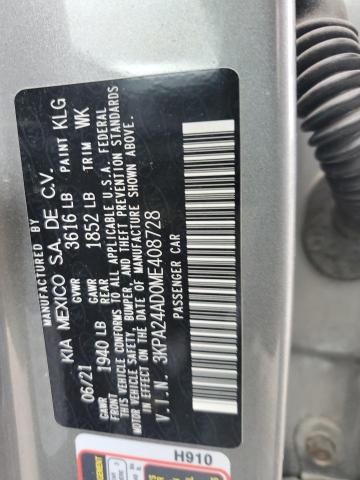 MANUFACTURED BY
KIA MEXICO S.A. DE C.V.
06/21 GVWR 3616 LB PAINT KLG
GAWR FRONT 1940 LB GAWR REAR 1852 LB TRIM WK
THIS VEHICLE CONFORMS TO ALL APPLICABLE U.S.A. FEDERAL
MOTOR VEHICLE SAFETY, BUMPER, AND THEFT PREVENTION STANDARDS
IN EFFECT ON THE DATE OF MANUFACTURE SHOWN ABOVE.
V.I.N. 3KPA24AD0ME408728
PASSENGER CAR
H910